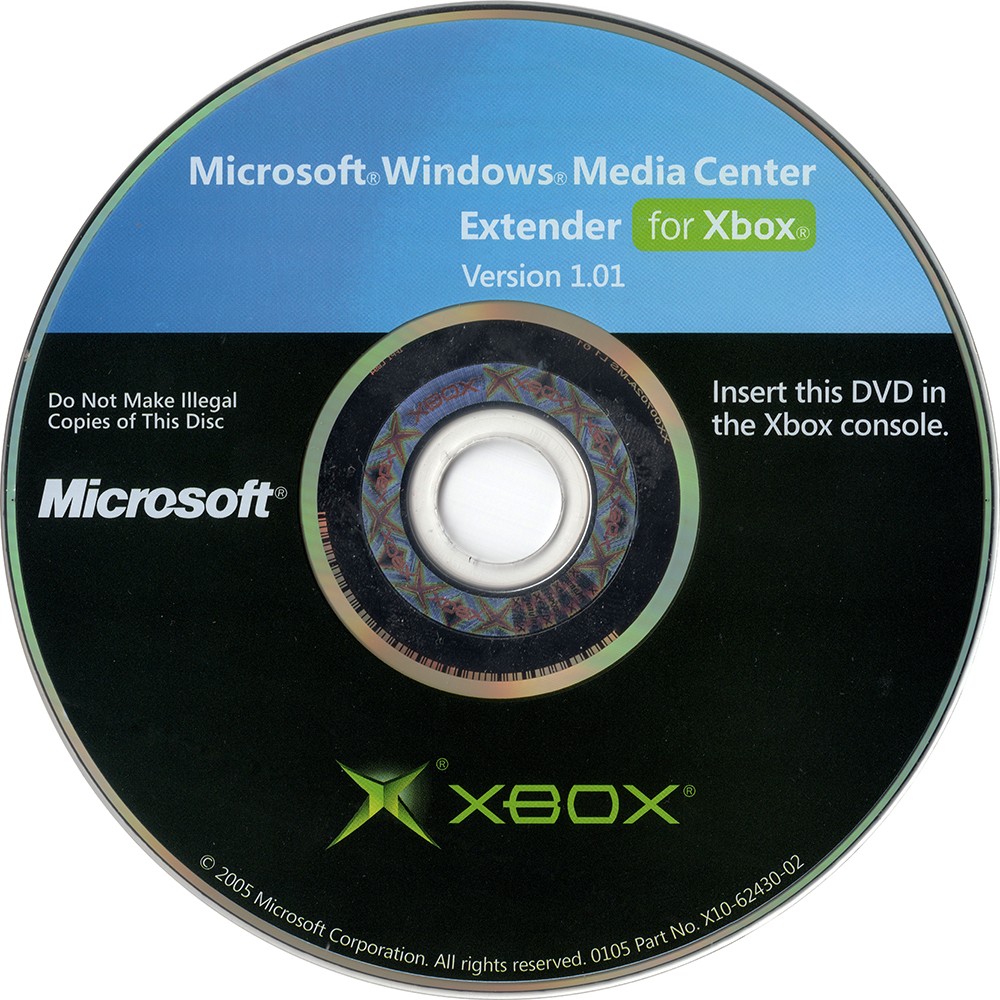 Microsoft® Windows® Media Center
Extender for Xbox®
Version 1.01
Do Not Make Illegal
Copies of This Disc
Insert this DVD in
the Xbox console.
Microsoft®
XBOX XBOX
® XBOX®
© 2005 Microsoft Corporation. All rights reserved. 0105 Part No. X10-62430-02